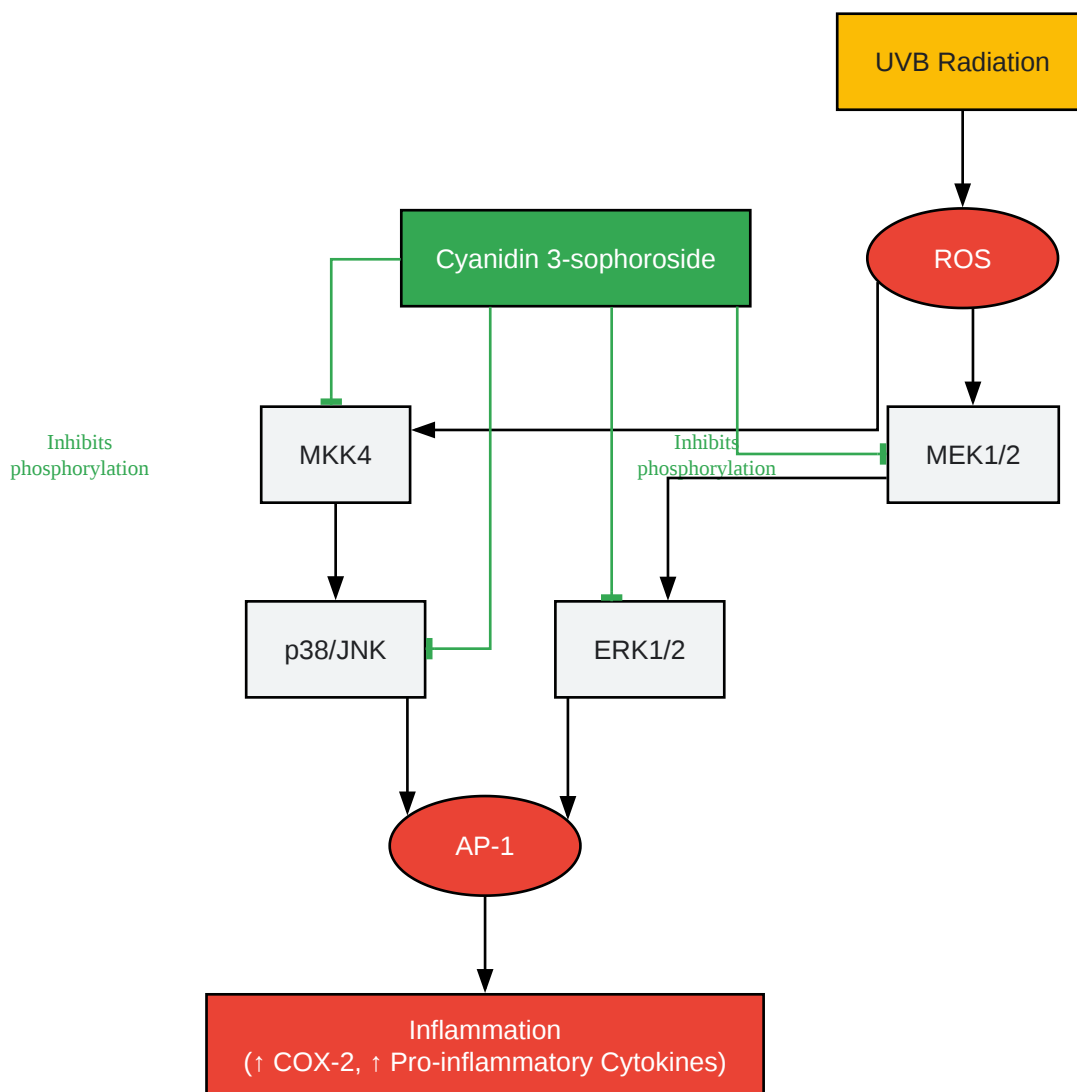 UVB Radiation
Cyanidin 3-sophoroside
ROS
Inhibits
phosphorylation
MKK4
Inhibits
phosphorylation
MEK1/2
p38/JNK
ERK1/2
AP-1
Inflammation
(↑ COX-2, ↑ Pro-inflammatory Cytokines)